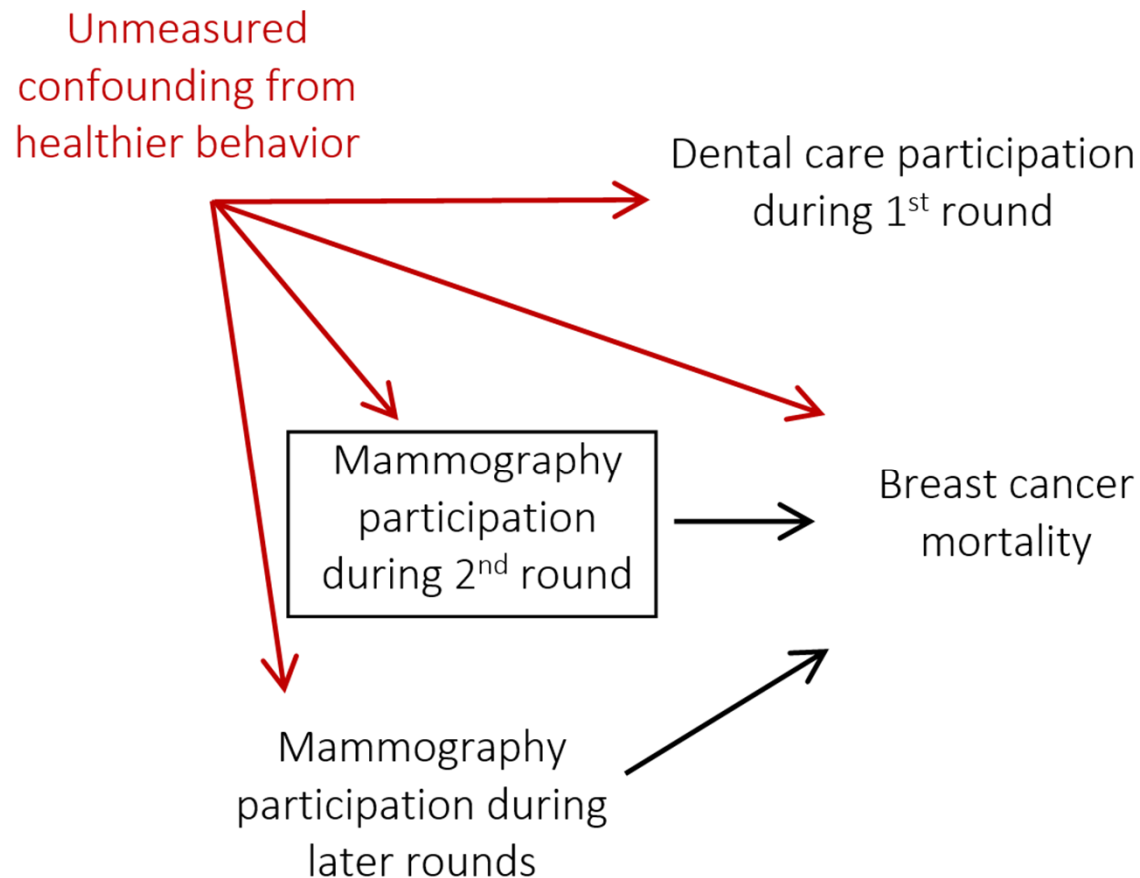 Unmeasured
confounding from
healthier behavior
Dental care participation
during 1st round
Mammography
participation
during 2nd round
Breast cancer
mortality
Mammography
participation during
later rounds